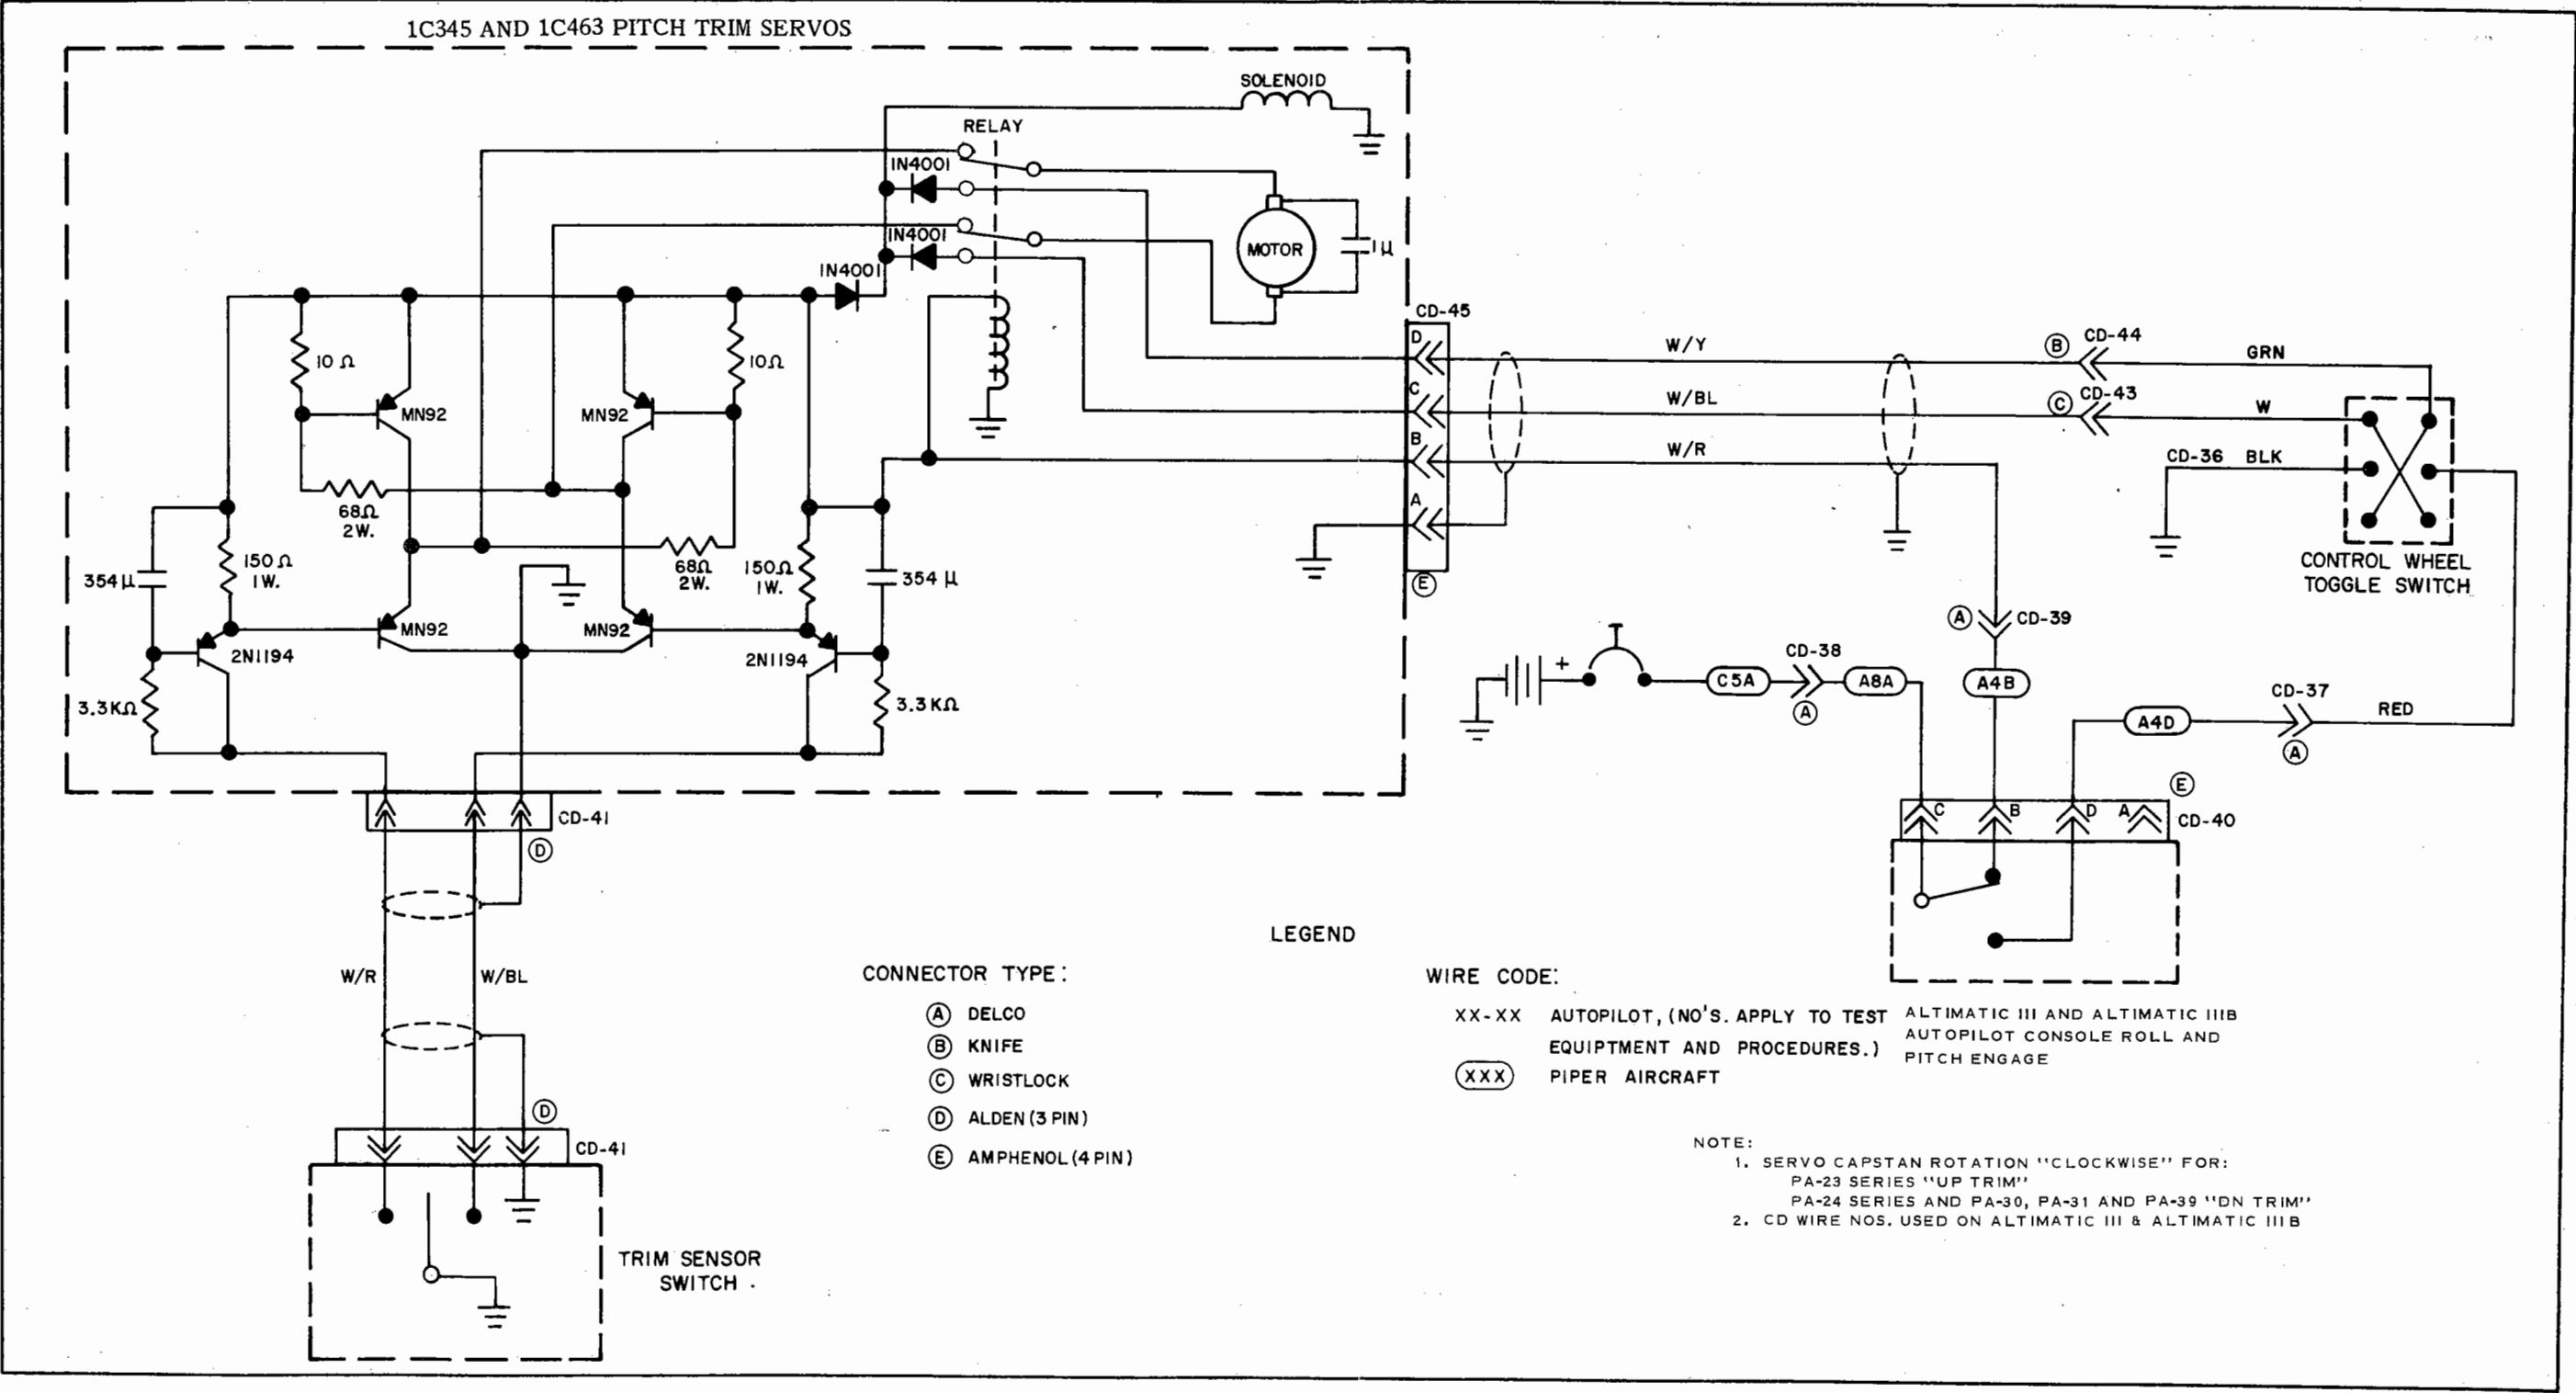 1C345 AND 1C463 PITCH TRIM SERVOS
SOLENOID
RELAY
1N4001
1N4001
1N4001
MOTOR
1µ
10 Ω
MN92
MN92
10Ω
68Ω
2W.
68Ω
2W.
354µ
150Ω
1W.
150Ω
1W.
354 µ
MN92
MN92
2N1194
2N1194
3.3KΩ
3.3KΩ
CD-45
D
C
B
A
E
W/Y
W/BL
W/R
B
CD-44
GRN
C
CD-43
W
CD-36 BLK
CONTROL WHEEL
TOGGLE SWITCH
A
CD-39
+
C5A
CD-38
A
A8A
A4B
A4D
CD-37
A
RED
E
C
B
D
A
CD-40
CD-41
D
W/R
W/BL
D
CD-41
TRIM SENSOR
SWITCH .
LEGEND
CONNECTOR TYPE:
A DELCO
B KNIFE
C WRISTLOCK
D ALDEN (3 PIN)
E AMPHENOL (4 PIN)
WIRE CODE:
XX-XX AUTOPILOT, (NO'S. APPLY TO TEST
EQUIPTMENT AND PROCEDURES.)
XXX PIPER AIRCRAFT
ALTIMATIC III AND ALTIMATIC IIIB
AUTOPILOT CONSOLE ROLL AND
PITCH ENGAGE
NOTE:
1. SERVO CAPSTAN ROTATION "CLOCKWISE" FOR:
PA-23 SERIES "UP TRIM"
PA-24 SERIES AND PA-30, PA-31 AND PA-39 "DN TRIM"
2. CD WIRE NOS. USED ON ALTIMATIC III & ALTIMATIC IIIB